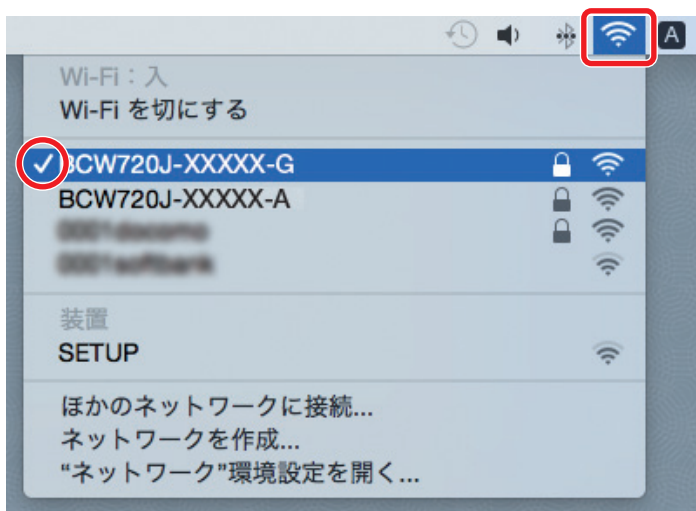 A
Wi-Fi：入
Wi-Fi を切にする
BCW720J-XXXXX-G
BCW720J-XXXXX-A
装置
SETUP
ほかのネットワークに接続...
ネットワークを作成...
“ネットワーク”環境設定を開く...